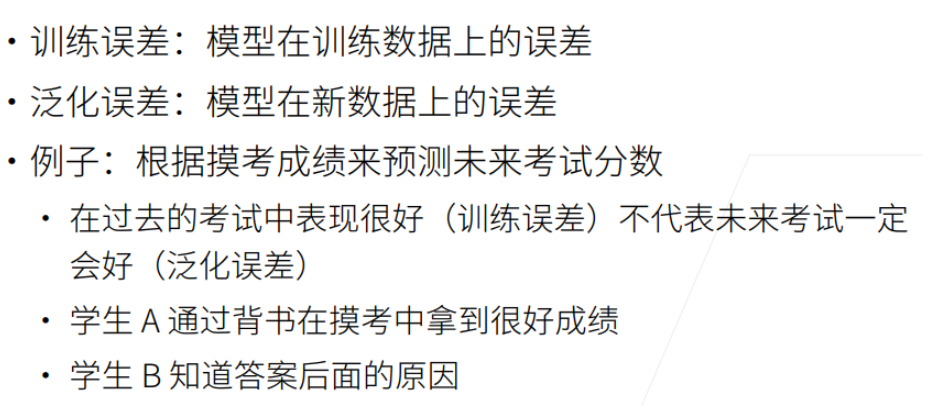 • 训练误差：模型在训练数据上的误差
• 泛化误差：模型在新数据上的误差
• 例子：根据摸考成绩来预测未来考试分数
• 在过去的考试中表现很好（训练误差）不代表未来考试一定
会好（泛化误差）
• 学生 A 通过背书在摸考中拿到很好成绩
• 学生 B 知道答案后面的原因